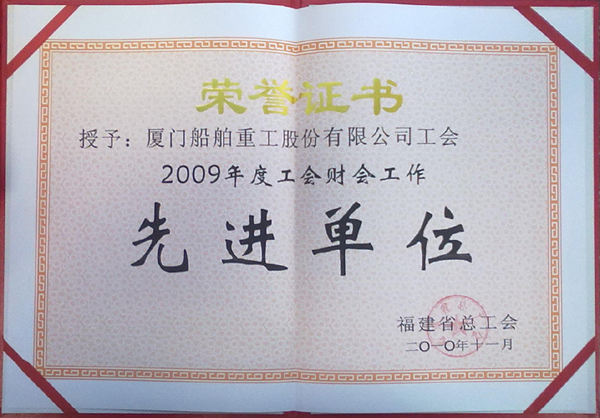 荣誉证书
授予：厦门船舶重工股份有限公司工会
2009年度工会财会工作
先进单位
福建省总工会
二〇一〇年十一月